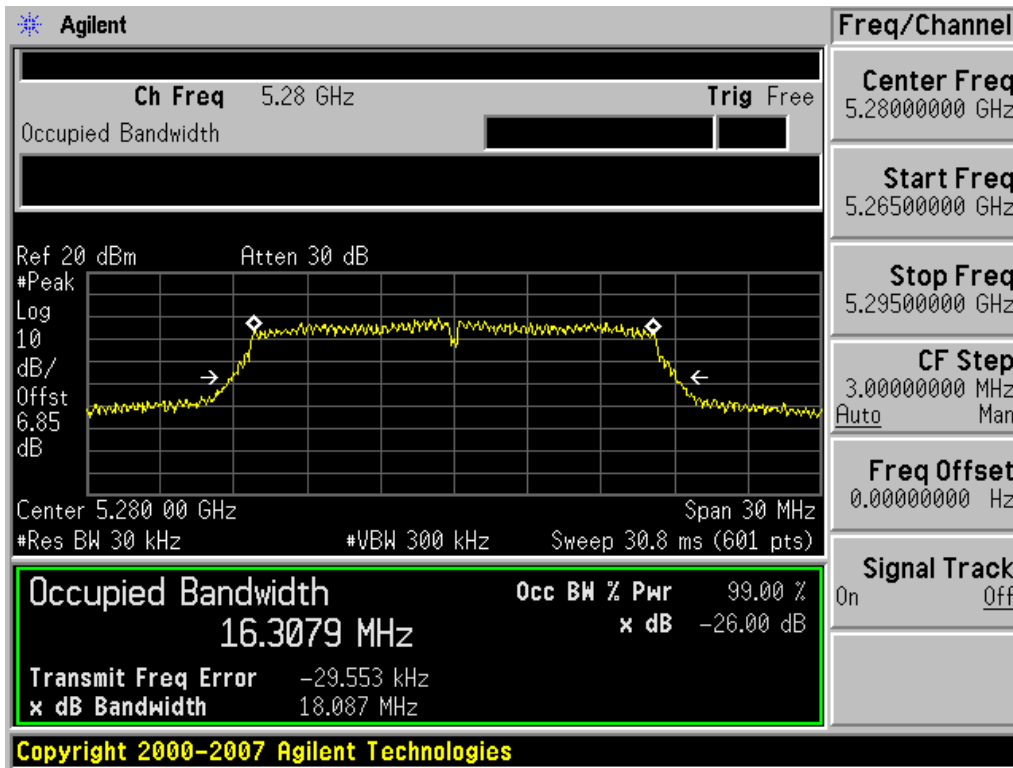 Agilent
Freq/Channel
Ch Freq 5.28 GHz Trig Free
Occupied Bandwidth
Center Freq
5.28000000 GHz
Start Freq
5.26500000 GHz
Stop Freq
5.29500000 GHz
CF Step
3.00000000 MHz
Auto Man
Freq Offset
0.00000000 Hz
Signal Track
On Off
Ref 20 dBm Atten 30 dB
#Peak
Log
10
dB/
Offst
6.85
dB
Center 5.280 00 GHz Span 30 MHz
#Res BW 30 kHz #VBW 300 kHz Sweep 30.8 ms (601 pts)
Occupied Bandwidth
16.3079 MHz
Occ BW % Pwr 99.00 %
x dB -26.00 dB
Transmit Freq Error -29.553 kHz
x dB Bandwidth 18.087 MHz
Copyright 2000-2007 Agilent Technologies